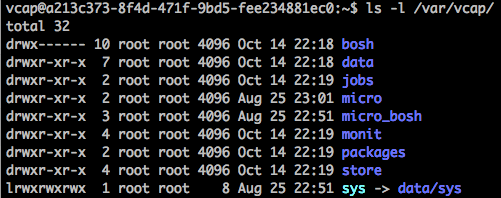 vcap@a213c373-8f4d-471f-9bd5-fee234881ec0:~$ ls -l /var/vcap/
total 32
drwx------ 10 root root 4096 Oct 14 22:18 bosh
drwxr-xr-x  7 root root 4096 Oct 14 22:18 data
drwxr-xr-x  2 root root 4096 Oct 14 22:19 jobs
drwxr-xr-x  2 root root 4096 Aug 25 23:01 micro
drwxr-xr-x  3 root root 4096 Aug 25 22:51 micro_bosh
drwxr-xr-x  4 root root 4096 Oct 14 22:19 monit
drwxr-xr-x  2 root root 4096 Oct 14 22:19 packages
drwxr-xr-x  4 root root 4096 Oct 14 22:19 store
lrwxrwxrwx  1 root root    8 Aug 25 22:51 sys -> data/sys